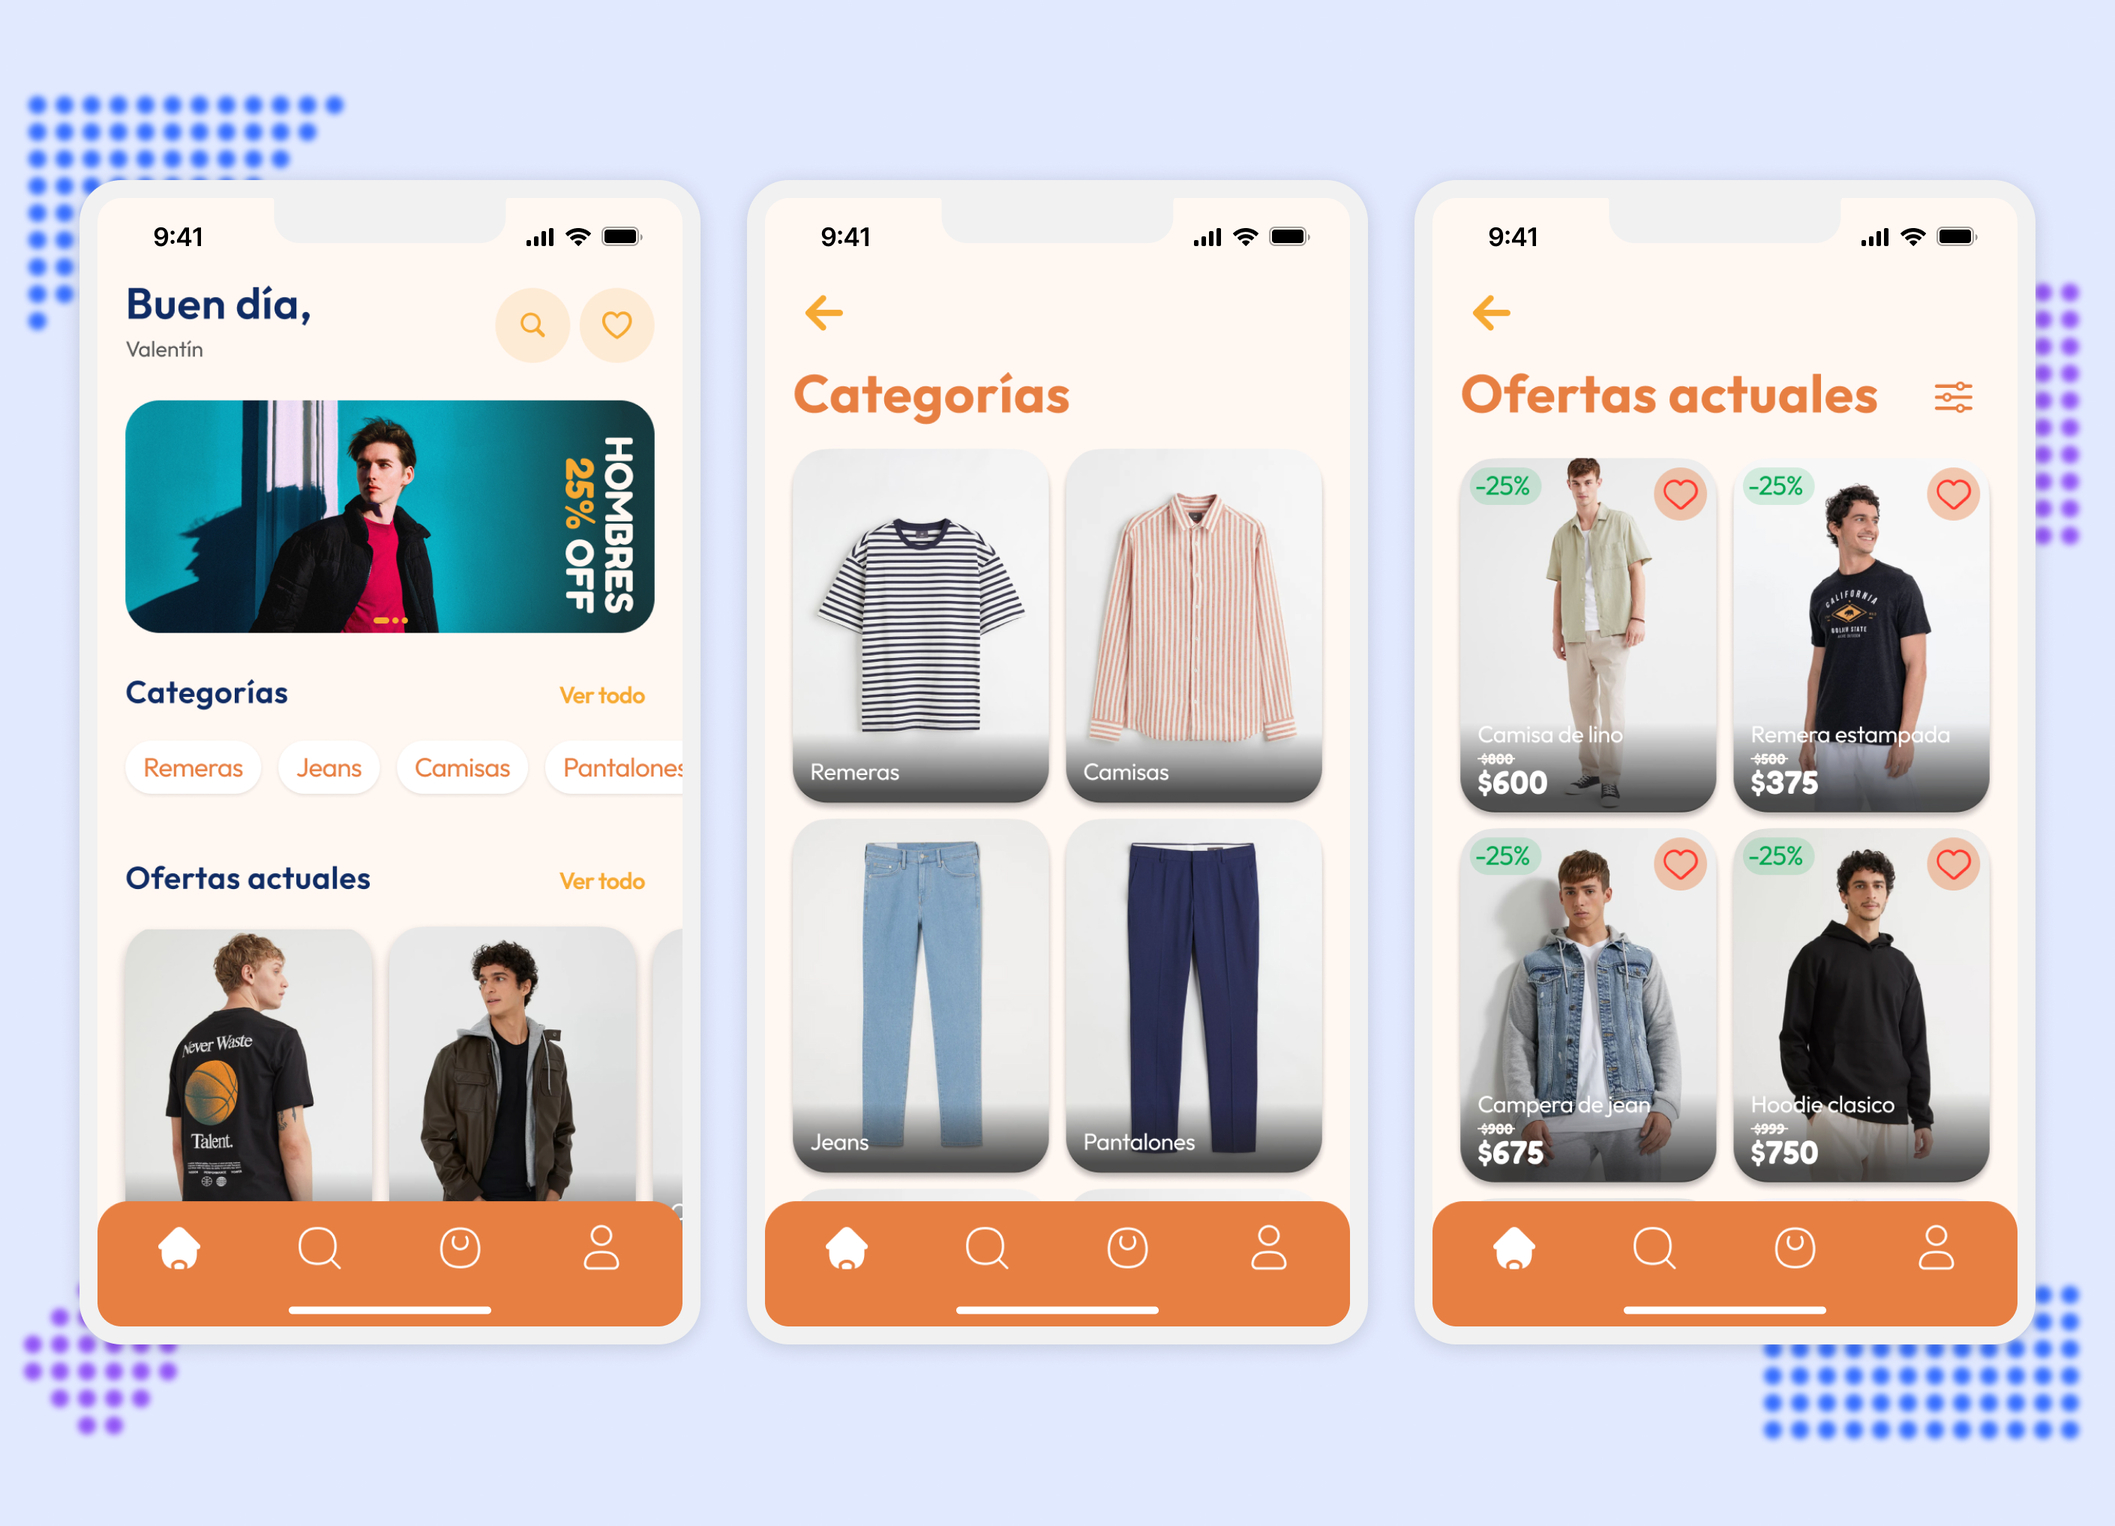 9:41
Buen día,
Valentín
HOMBRES
25% OFF
Categorías
Ver todo
Remeras
Jeans
Camisas
Pantalones
Ofertas actuales
Ver todo
Never Waste
Talent.
9:41
Categorías
Remeras
Camisas
Jeans
Pantalones
9:41
Ofertas actuales
-25%
Camisa de lino
$800
$600
-25%
CALIFORNIA
STATE
Remera estampada
$500
$375
-25%
Campera de jean
$900
$675
-25%
Hoodie clasico
$999
$750